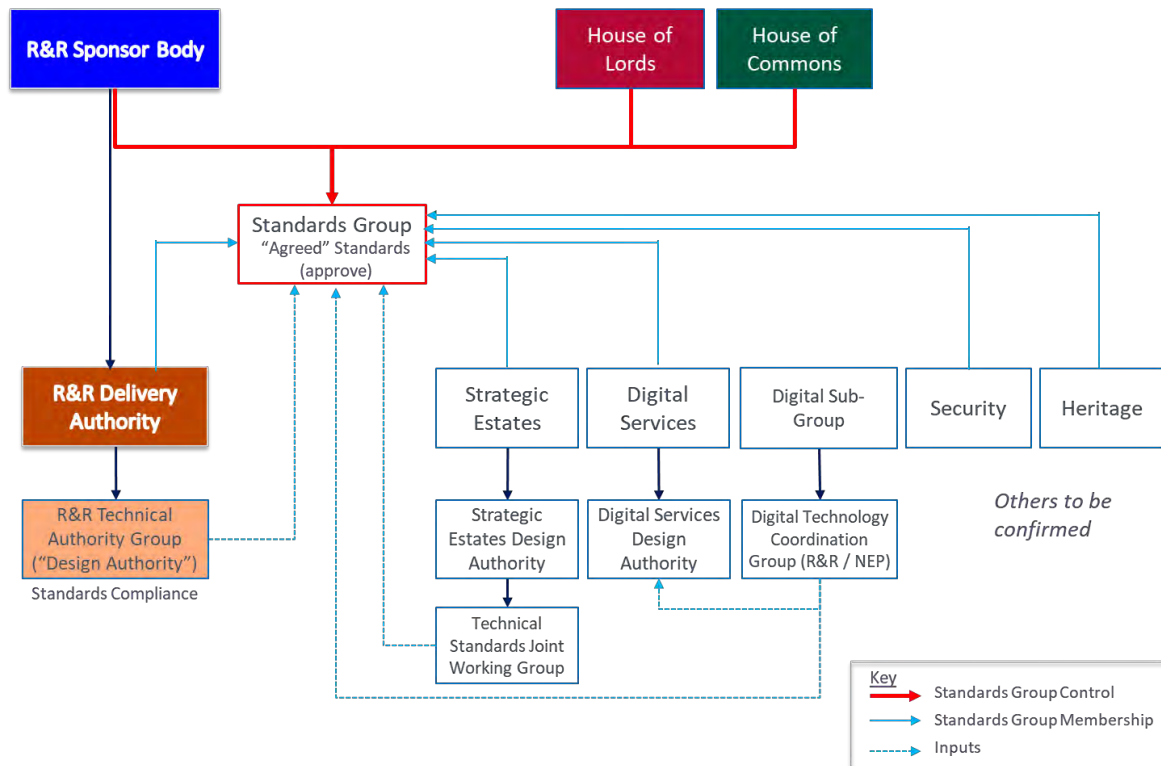 R&R Sponsor Body
House of
Lords
House of
Commons
Standards Group
“Agreed” Standards
(approve)
R&R Delivery
Authority
Strategic
Estates
Digital
Services
Digital Sub-
Group
Security
Heritage
R&R Technical
Authority Group
(“Design Authority”)
Standards Compliance
Strategic
Estates Design
Authority
Digital Services
Design
Authority
Digital Technology
Coordination
Group (R&R / NEP)
Others to be
confirmed
Technical
Standards Joint
Working Group
Key
Standards Group Control
Standards Group Membership
Inputs